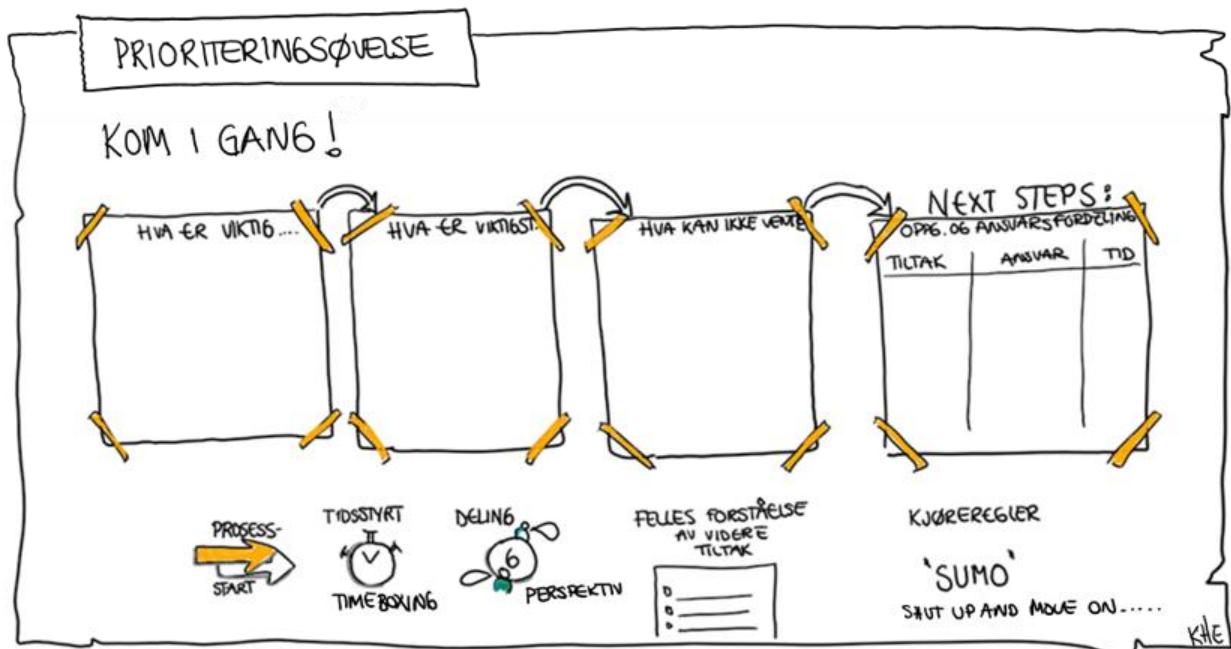 PRIORITERINGSØVELSE
KOM I GANG!
HVA ER VIKTIG....
HVA ER VIKTIGST.
HVA KAN IKKE VENTE
NEXT STEPS:
OPPG. OG ANSVARSFORDELING
TILTAK
ANSVAR
TID
PROSESS-
START
TIDSSTYRT
TIMEBOXING
DELING
6
PERSPEKTIV
FELLES FORSTÅELSE
AV VIDERE
TILTAK
KJØREREGLER
'SUMO'
SHUT UP AND MOVE ON.....
KHE